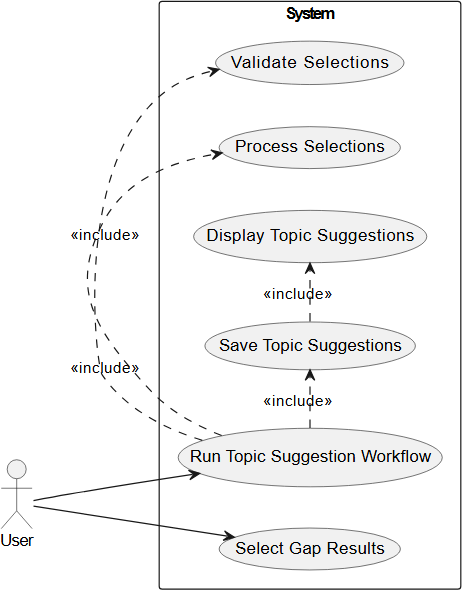 System
Validate Selections
Process Selections
«include»
Display Topic Suggestions
«include»
Save Topic Suggestions
«include»
«include»
Run Topic Suggestion Workflow
User
Select Gap Results